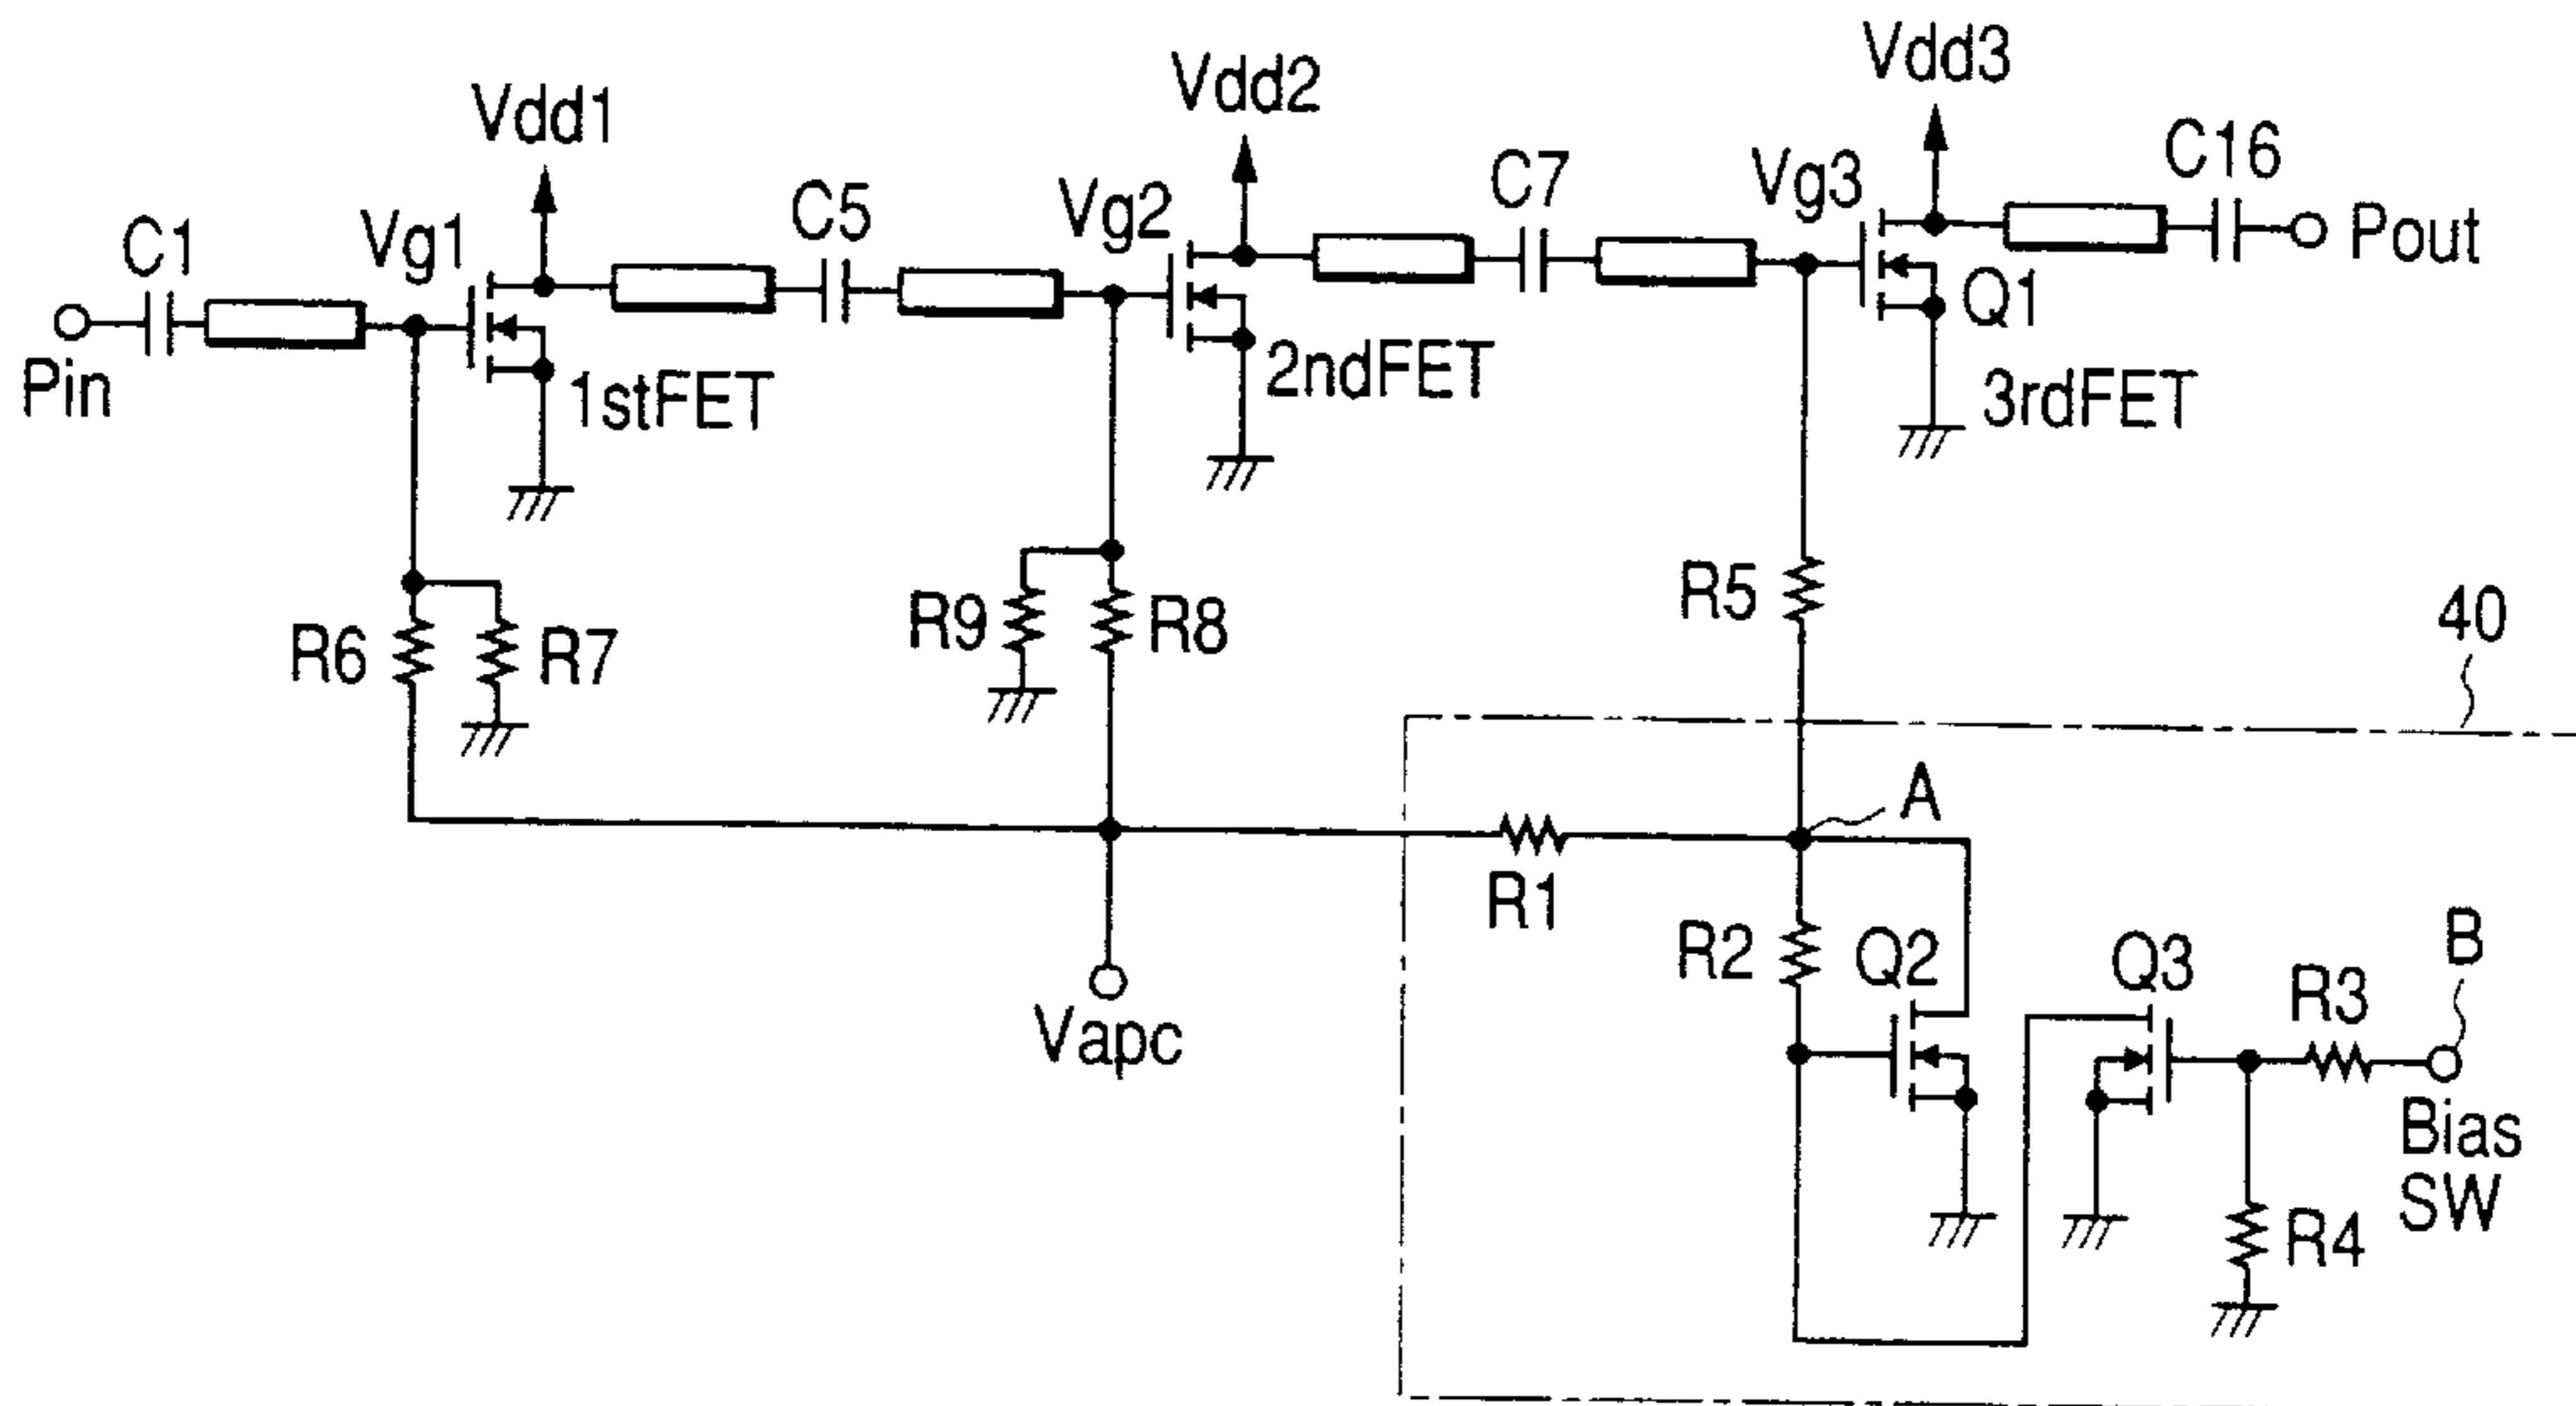 Vdd1
Vdd2
Vdd3
C1
Vg1
C5
Vg2
C7
Vg3
C16
Pin
1stFET
2ndFET
Q1
3rdFET
Pout
R6
R7
R9
R8
R5
40
A
R1
Vapc
R2
Q2
Q3
R3
B
Bias
SW
R4